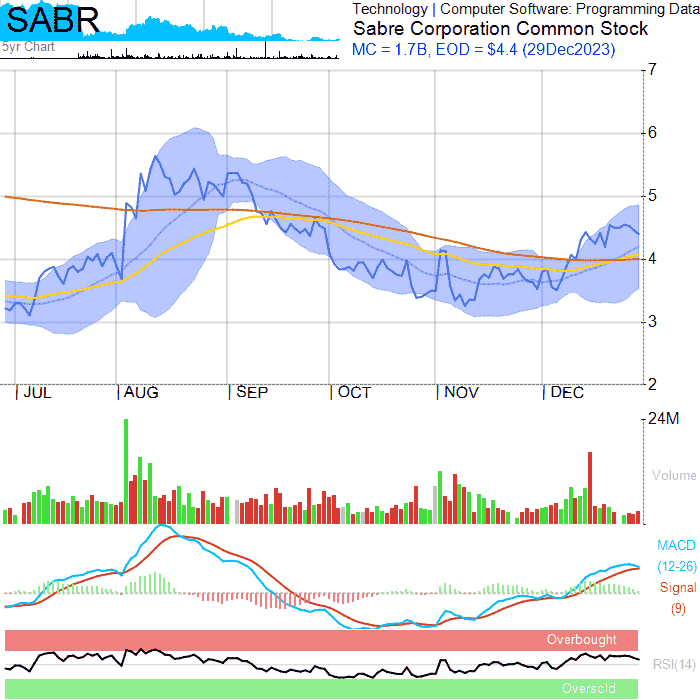 SABR
5yr Chart
Technology | Computer Software: Programming Data
Sabre Corporation Common Stock
MC = 1.7B, EOD = $4.4 (29Dec2023)
7
6
5
4
3
2
JUL AUG SEP OCT NOV DEC
24M
Volume
MACD
(12-26)
Signal
(9)
Overbought
RSI(14)
Oversold